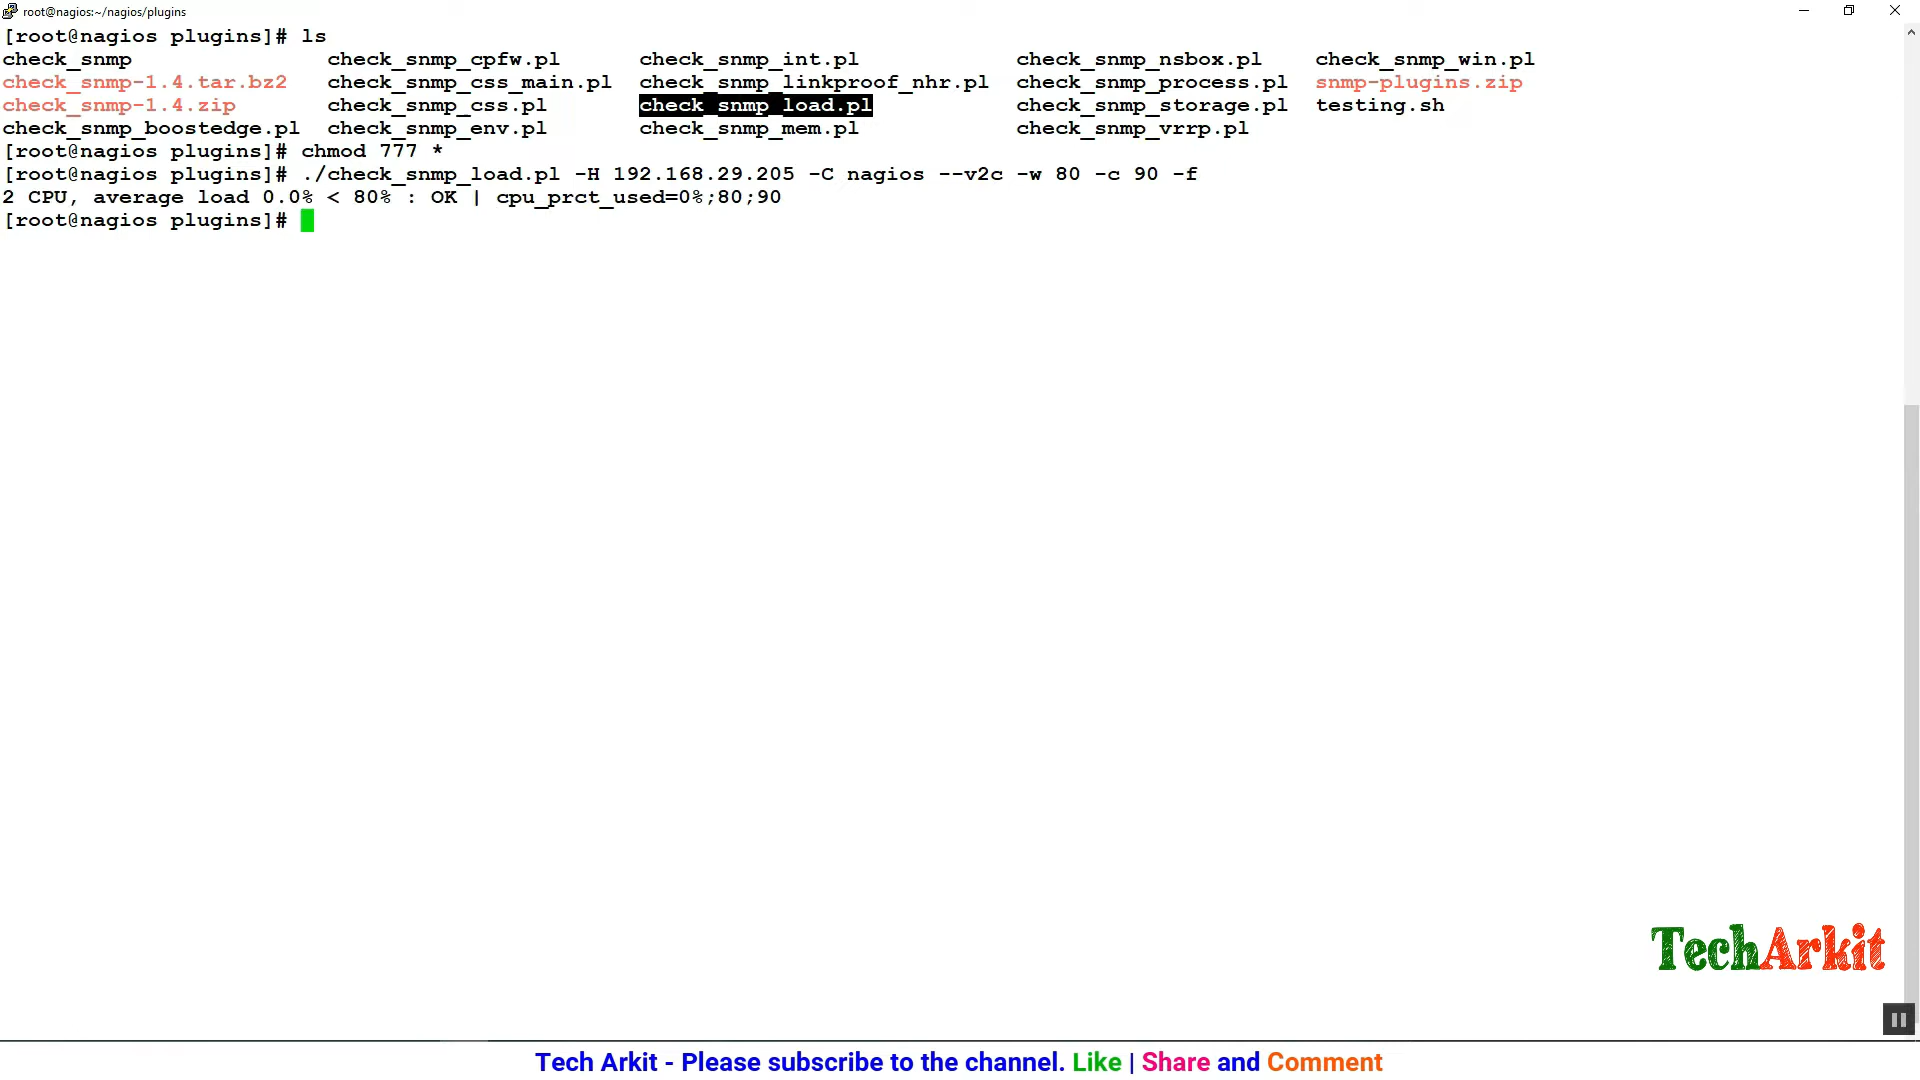 root@nagios:~/nagios/plugins
[root@nagios plugins]# ls
check_snmp check_snmp_cpfw.pl check_snmp_int.pl check_snmp_nsbox.pl check_snmp_win.pl
check_snmp-1.4.tar.bz2 check_snmp_css_main.pl check_snmp_linkproof_nhr.pl check_snmp_process.pl snmp-plugins.zip
check_snmp-1.4.zip check_snmp_css.pl check_snmp_load.pl check_snmp_storage.pl testing.sh
check_snmp_boostedge.pl check_snmp_env.pl check_snmp_mem.pl check_snmp_vrrp.pl
[root@nagios plugins]# chmod 777 *
[root@nagios plugins]# ./check_snmp_load.pl -H 192.168.29.205 -C nagios --v2c -w 80 -c 90 -f
2 CPU, average load 0.0% < 80% : OK | cpu_prct_used=0%;80;90
[root@nagios plugins]#
TechArkit
Tech Arkit - Please subscribe to the channel. Like | Share and Comment